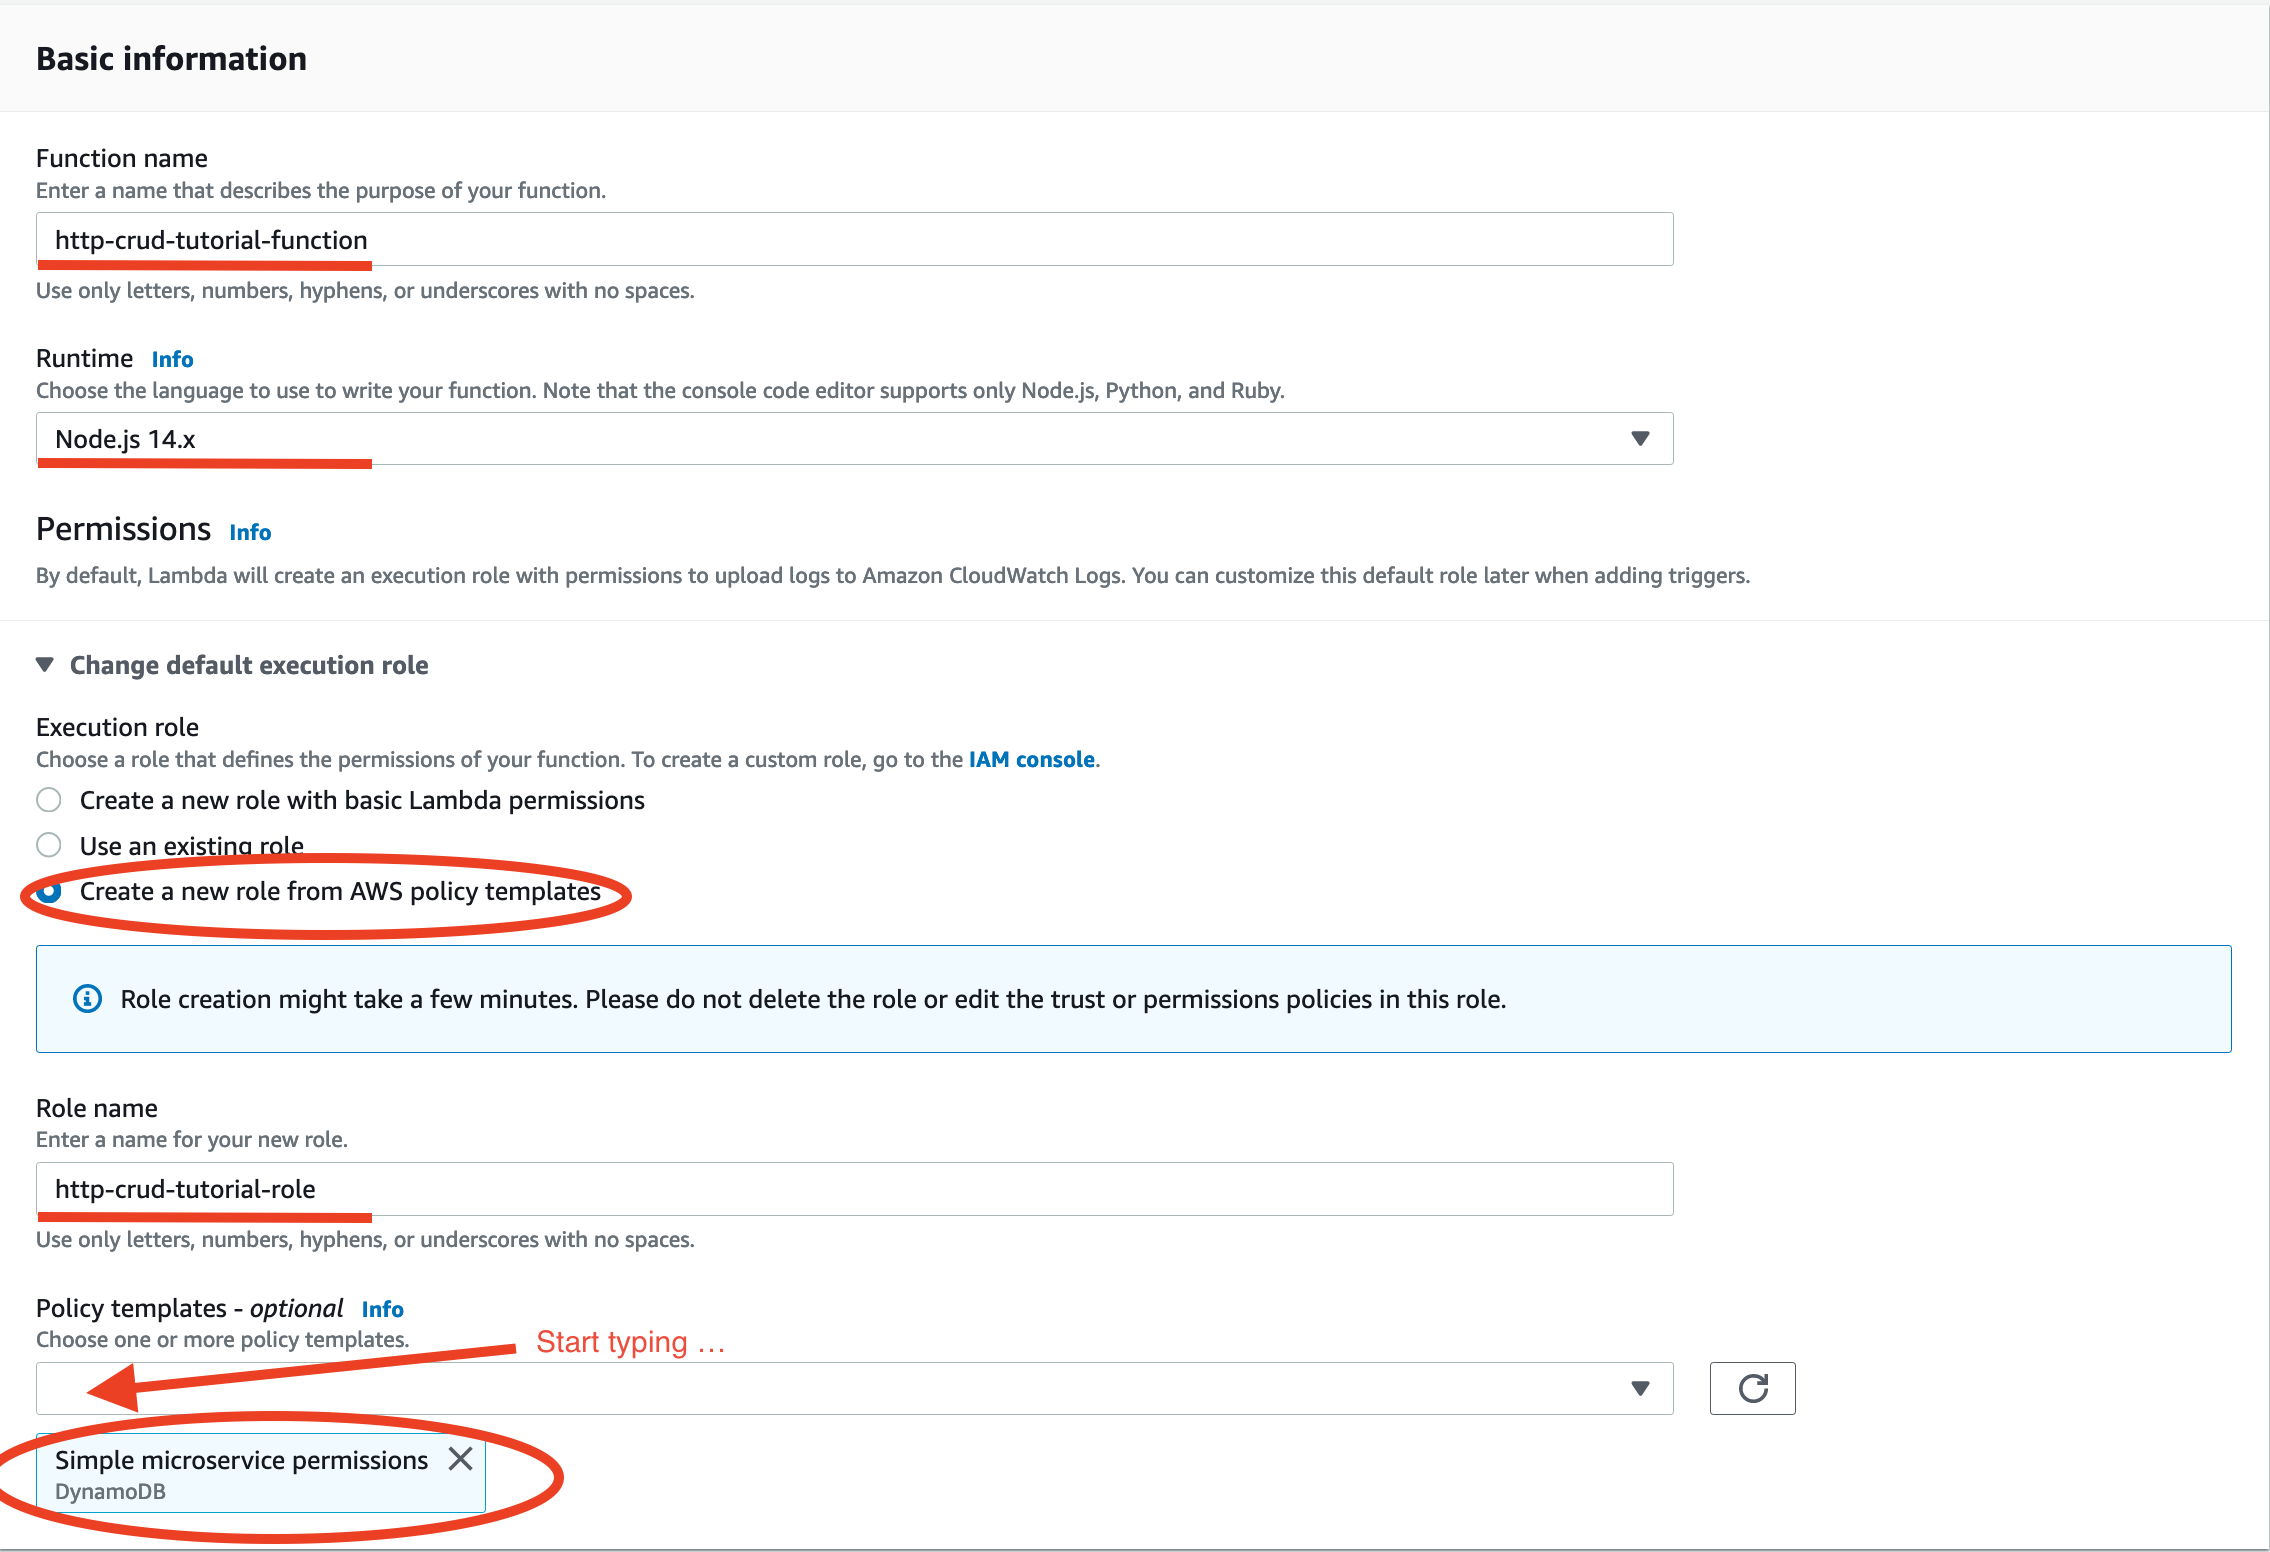 Basic information
Function name
Enter a name that describes the purpose of your function.
http-crud-tutorial-function
Use only letters, numbers, hyphens, or underscores with no spaces.
Runtime Info
Choose the language to use to write your function. Note that the console code editor supports only Node.js, Python, and Ruby.
Node.js 14.x
Permissions Info
By default, Lambda will create an execution role with permissions to upload logs to Amazon CloudWatch Logs. You can customize this default role later when adding triggers.
Change default execution role
Execution role
Choose a role that defines the permissions of your function. To create a custom role, go to the IAM console.
Create a new role with basic Lambda permissions
Use an existing role
Create a new role from AWS policy templates
Role creation might take a few minutes. Please do not delete the role or edit the trust or permissions policies in this role.
Role name
Enter a name for your new role.
http-crud-tutorial-role
Use only letters, numbers, hyphens, or underscores with no spaces.
Policy templates - optional Info
Choose one or more policy templates.
Start typing …
Simple microservice permissions
DynamoDB